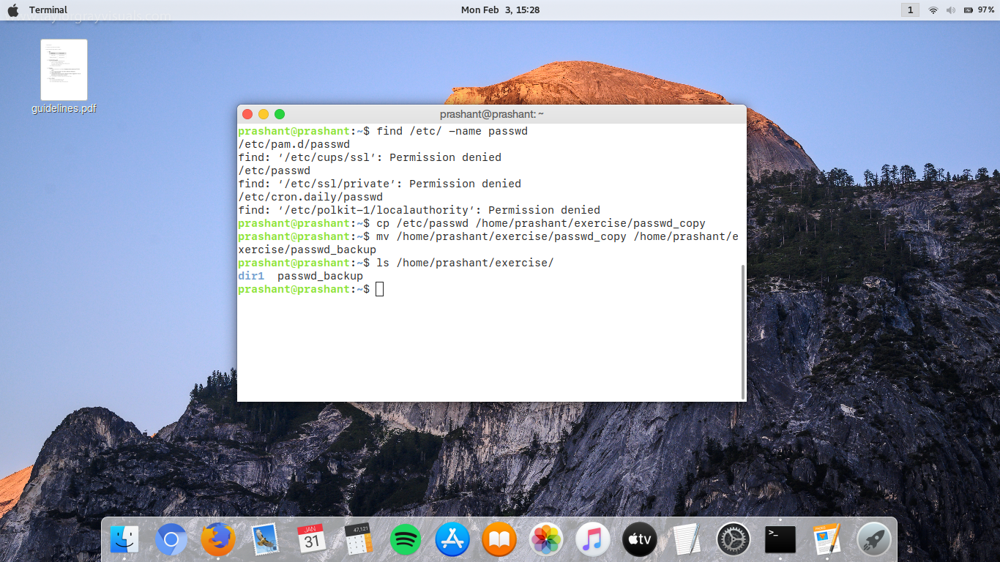 Terminal
Mon Feb 3, 15:28
1
97%
guidelines.pdf
prashant@prashant: ~
prashant@prashant:~$ find /etc/ -name passwd
/etc/pam.d/passwd
find: ‘/etc/cups/ssl’: Permission denied
/etc/passwd
find: ‘/etc/ssl/private’: Permission denied
/etc/cron.daily/passwd
find: ‘/etc/polkit-1/localauthority’: Permission denied
prashant@prashant:~$ cp /etc/passwd /home/prashant/exercise/passwd_copy
prashant@prashant:~$ mv /home/prashant/exercise/passwd_copy /home/prashant/e
xercise/passwd_backup
prashant@prashant:~$ ls /home/prashant/exercise/
dir1 passwd_backup
prashant@prashant:~$
JAN
31
47,121
tv
>_
PAGES